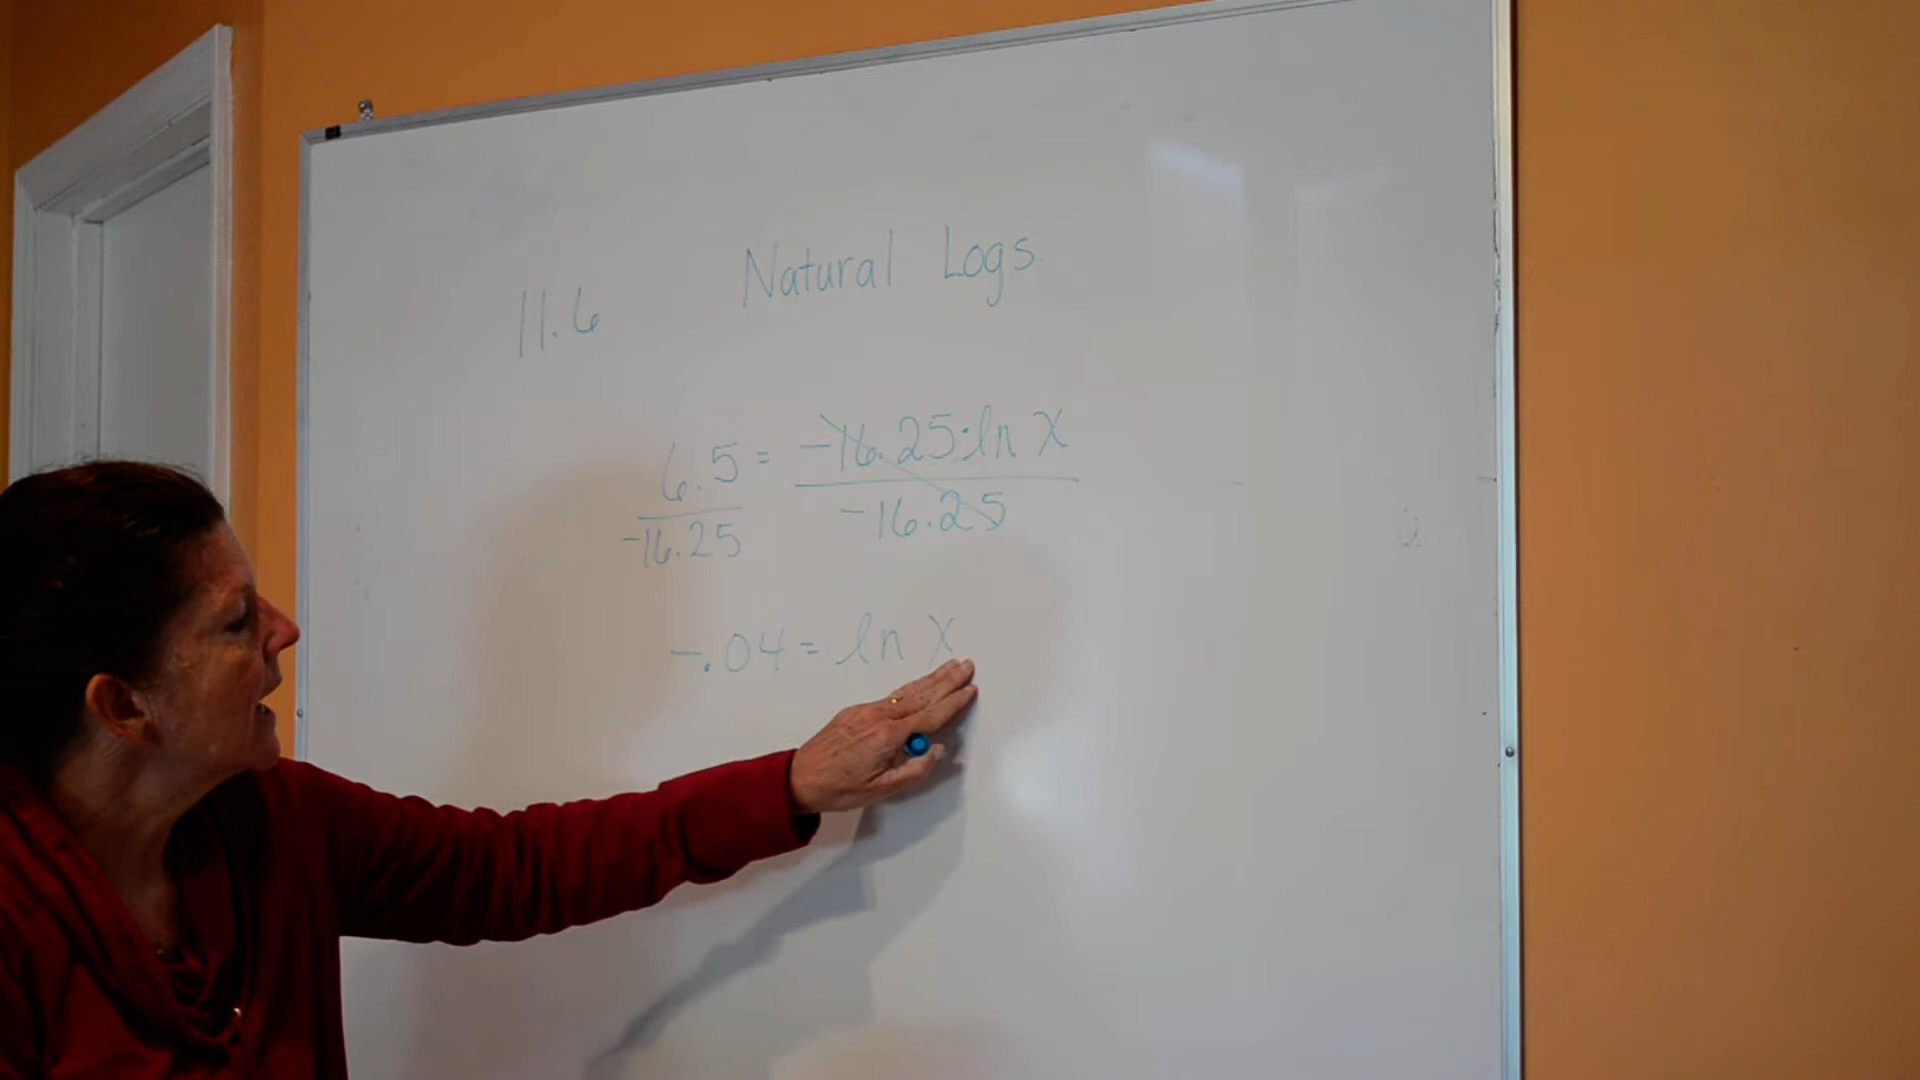 Natural Logs
11.6
6.5 = -16.25·ln x
-16.25 -16.25
-.04 = ln x